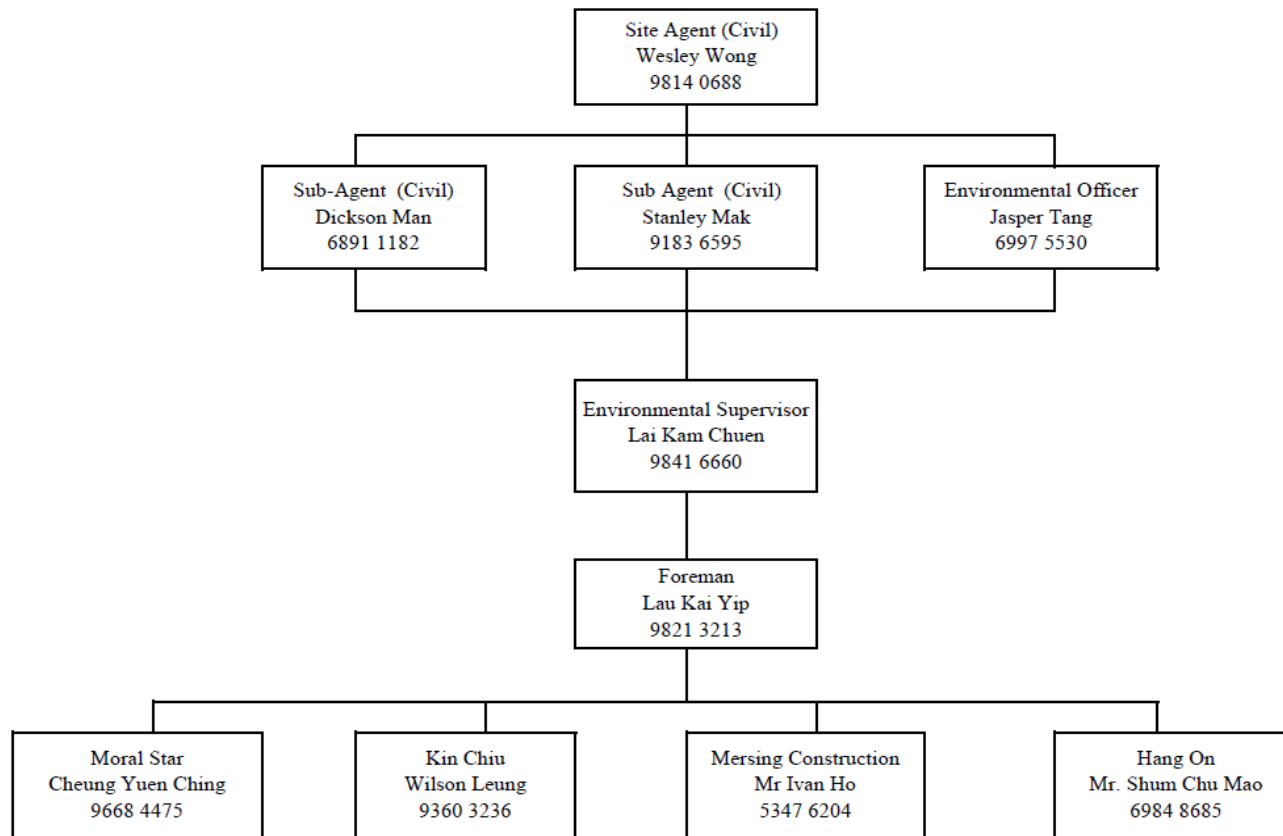 Site Agent (Civil)
Wesley Wong
9814 0688
Sub-Agent (Civil)
Dickson Man
6891 1182
Sub Agent (Civil)
Stanley Mak
9183 6595
Environmental Officer
Jasper Tang
6997 5530
Environmental Supervisor
Lai Kam Chuen
9841 6660
Foreman
Lau Kai Yip
9821 3213
Moral Star
Cheung Yuen Ching
9668 4475
Kin Chiu
Wilson Leung
9360 3236
Mersing Construction
Mr Ivan Ho
5347 6204
Hang On
Mr. Shum Chu Mao
6984 8685